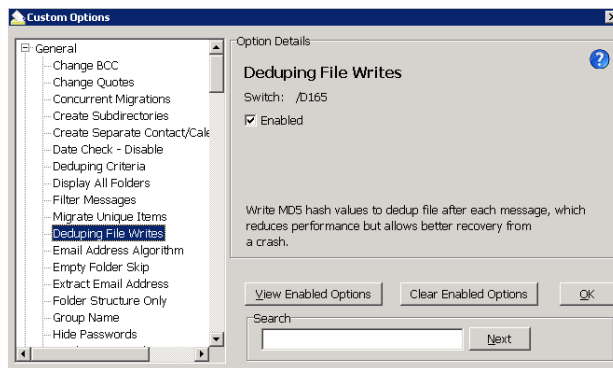 Custom Options
General
Change BCC
Change Quotes
Concurrent Migrations
Create Subdirectories
Create Separate Contact/Cale
Date Check - Disable
Deduping Criteria
Display All Folders
Filter Messages
Migrate Unique Items
Deduping File Writes
Email Address Algorithm
Empty Folder Skip
Extract Email Address
Folder Structure Only
Group Name
Hide Passwords
Option Details
Deduping File Writes
Switch: /D165
Enabled
Write MD5 hash values to dedup file after each message, which
reduces performance but allows better recovery from
a crash.
View Enabled Options
Clear Enabled Options
OK
Search
Next